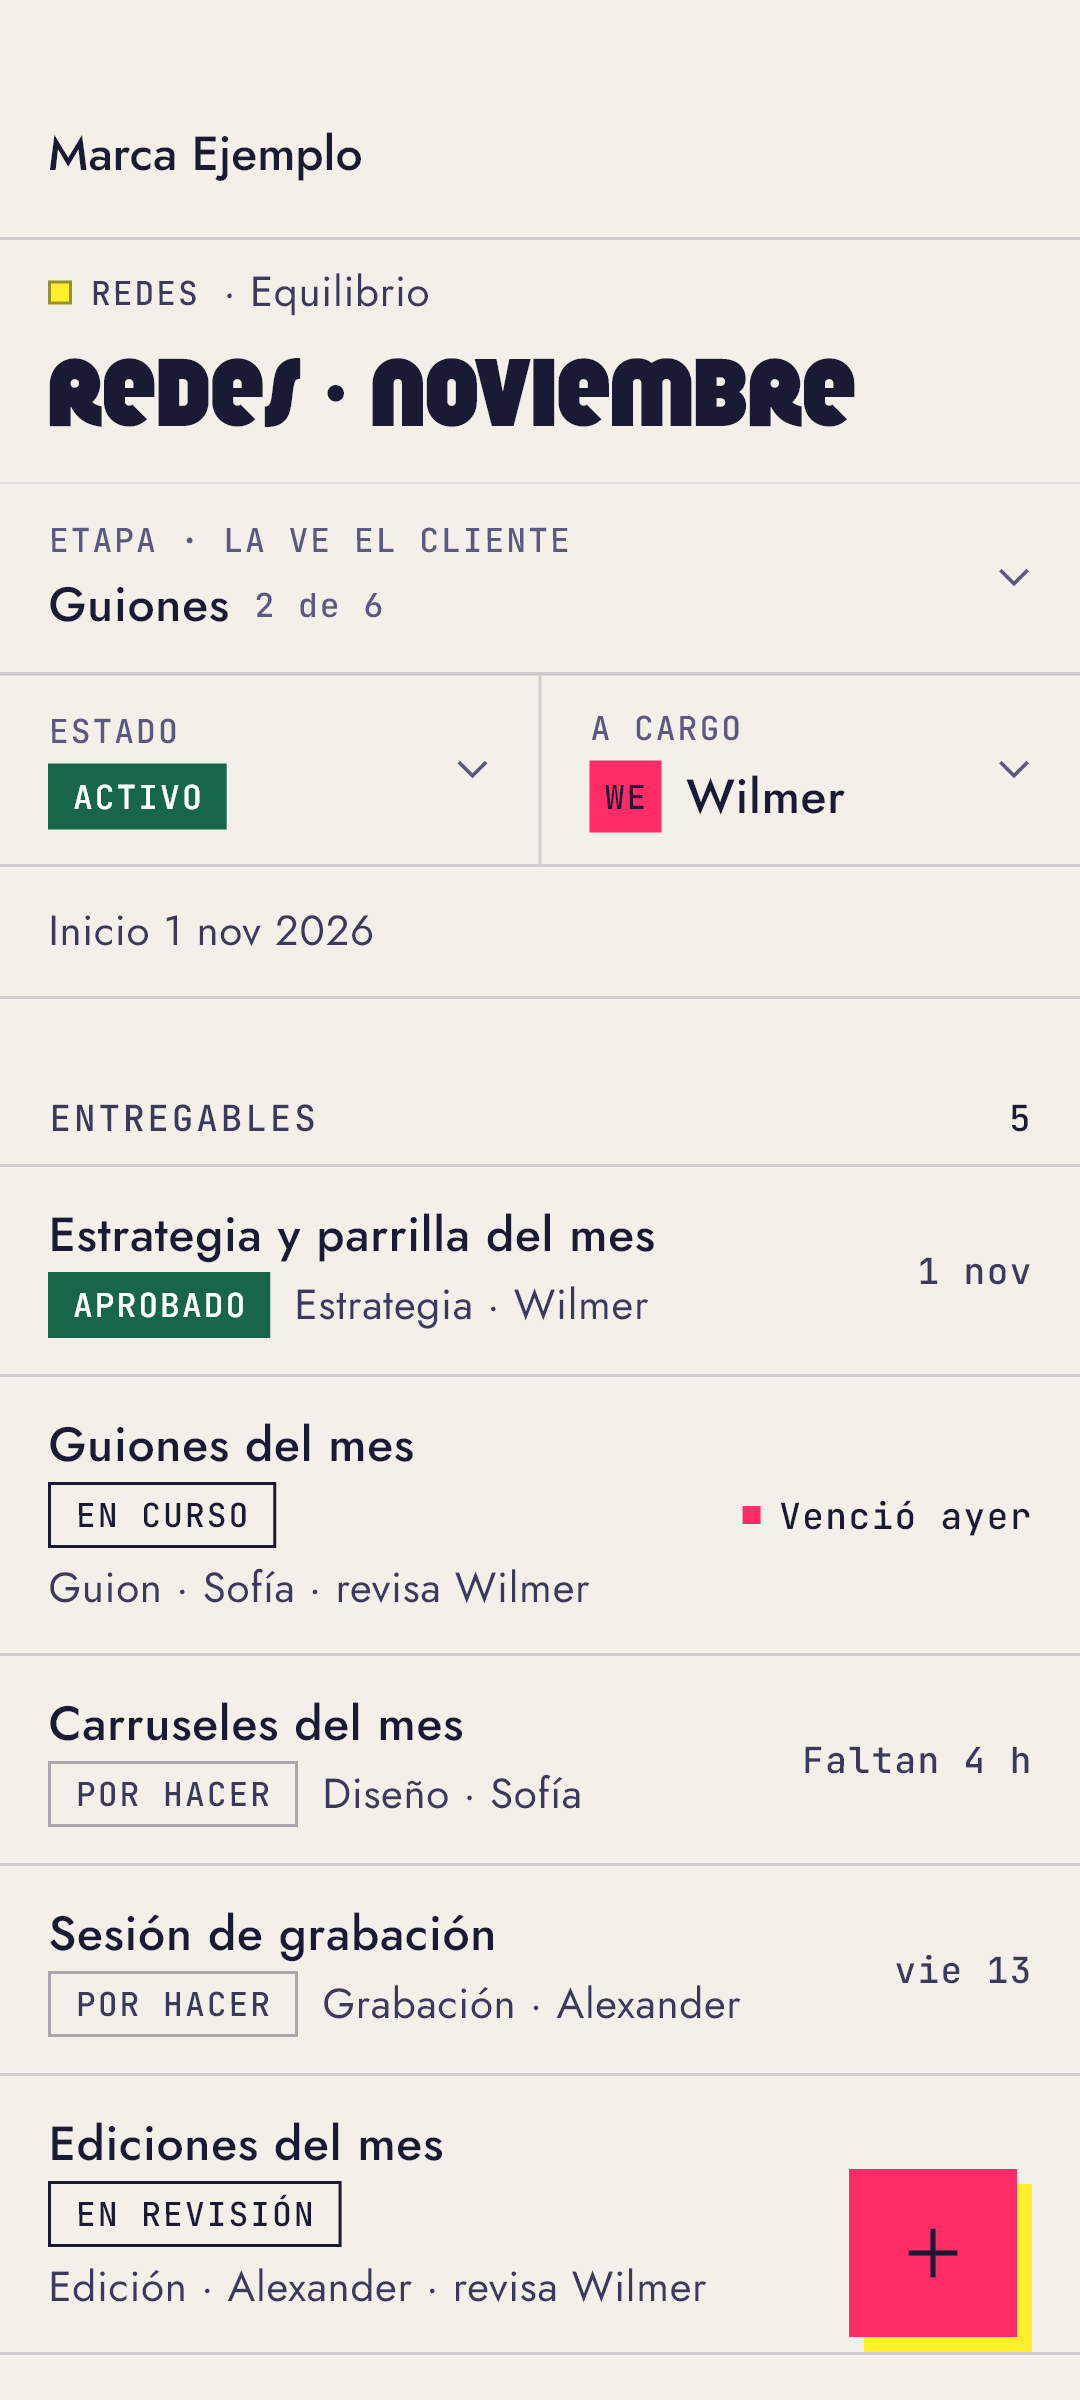 Marca Ejemplo
REDES · Equilibrio
REDES · NOVIEMBRE
ETAPA · LA VE EL CLIENTE
Guiones 2 de 6
ESTADO
ACTIVO
A CARGO
WE Wilmer
Inicio 1 nov 2026
ENTREGABLES 5
Estrategia y parrilla del mes
1 nov
APROBADO Estrategia · Wilmer
Guiones del mes
EN CURSO
Venció ayer
Guion · Sofía · revisa Wilmer
Carruseles del mes
Faltan 4 h
POR HACER Diseño · Sofía
Sesión de grabación
vie 13
POR HACER Grabación · Alexander
Ediciones del mes
EN REVISIÓN
Edición · Alexander · revisa Wilmer